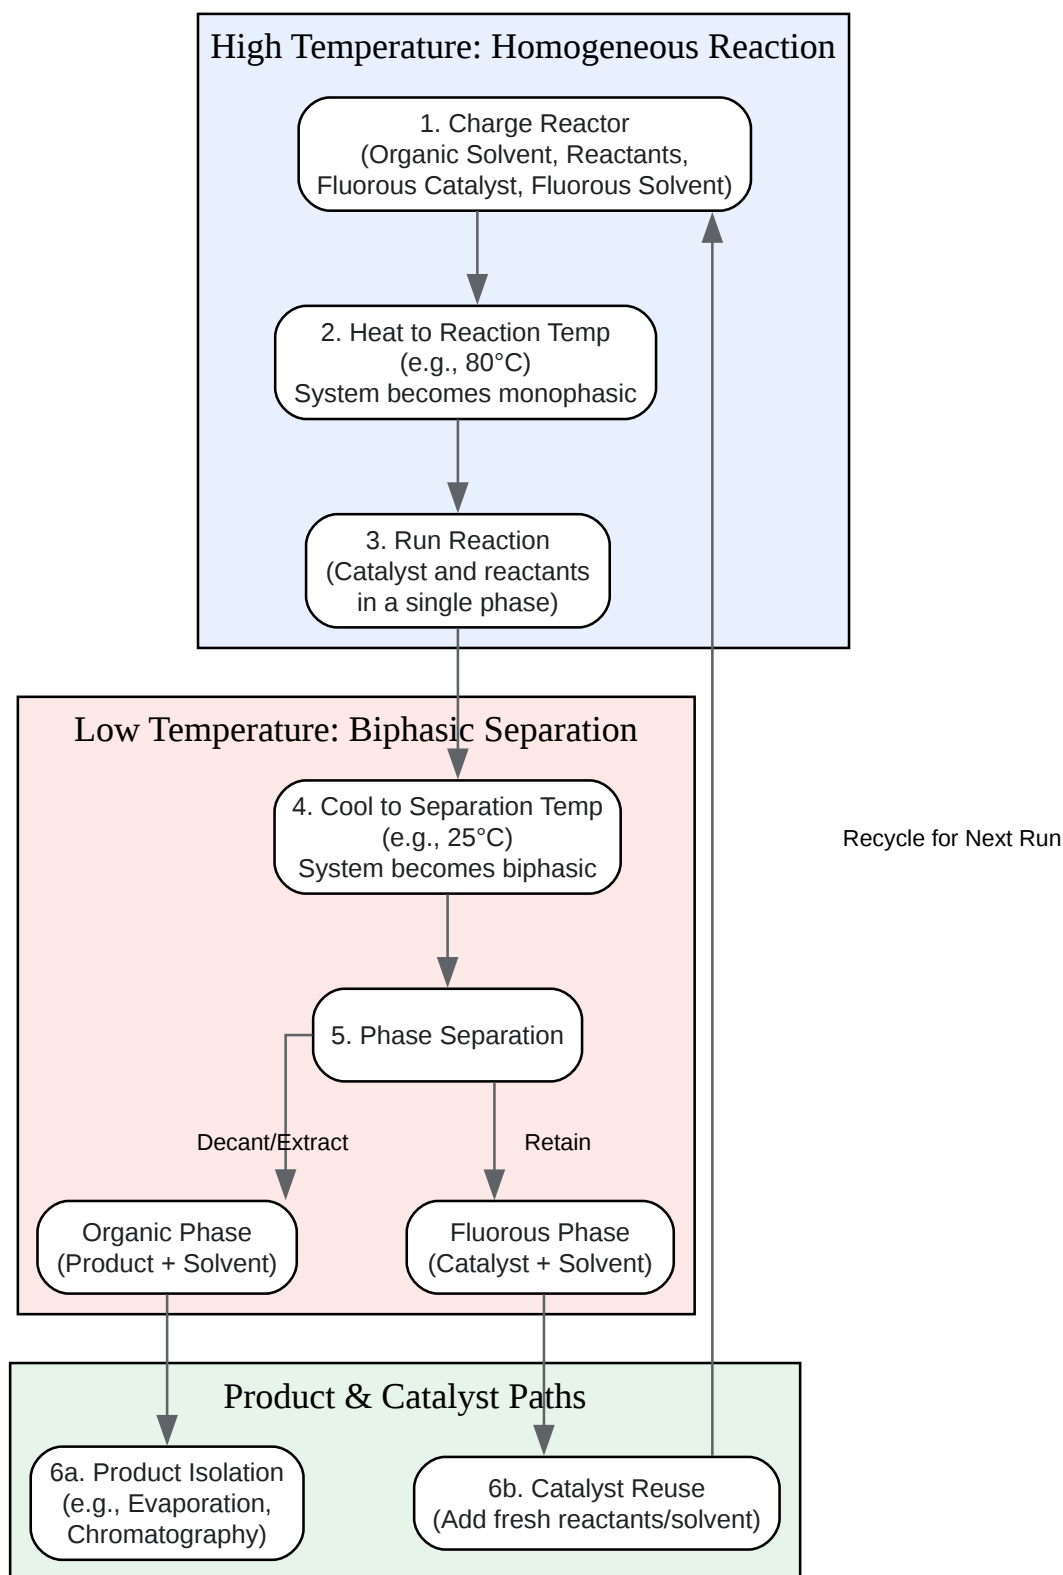 High Temperature: Homogeneous Reaction
1. Charge Reactor
(Organic Solvent, Reactants,
Fluorous Catalyst, Fluorous Solvent)
2. Heat to Reaction Temp
(e.g., 80°C)
System becomes monophasic
3. Run Reaction
(Catalyst and reactants
in a single phase)
Low Temperature: Biphasic Separation
4. Cool to Separation Temp
(e.g., 25°C)
System becomes biphasic
Recycle for Next Run
5. Phase Separation
Decant/Extract
Retain
Organic Phase
(Product + Solvent)
Fluorous Phase
(Catalyst + Solvent)
Product & Catalyst Paths
6a. Product Isolation
(e.g., Evaporation,
Chromatography)
6b. Catalyst Reuse
(Add fresh reactants/solvent)